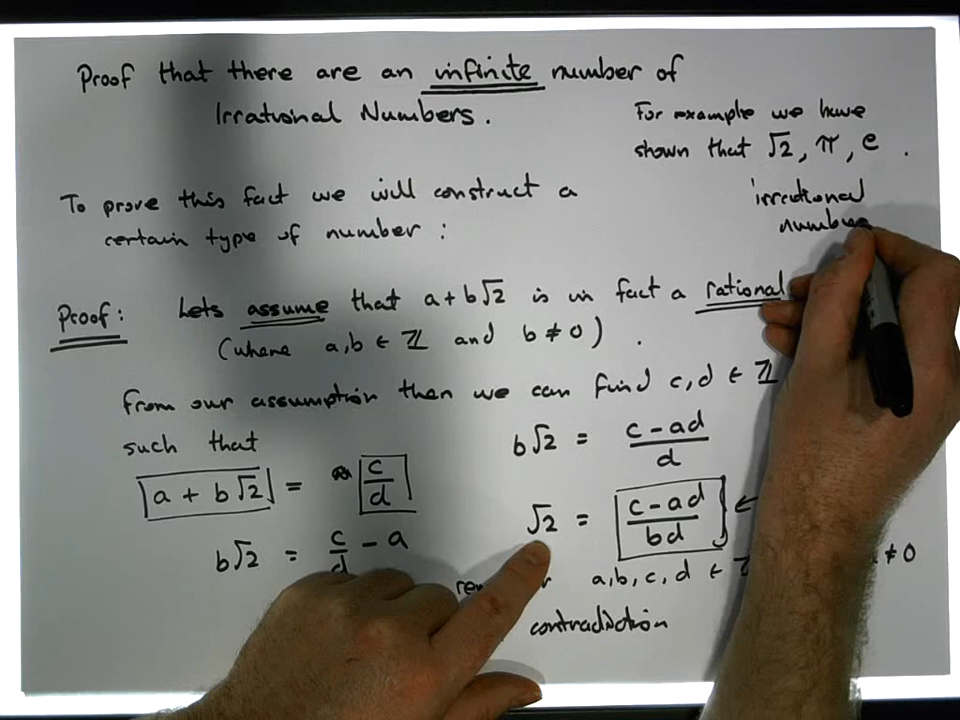 Proof that there are an infinite number of
Irrational Numbers.
For example we have
shown that √2, π, e .
irrational
To prove this fact we will construct a
certain type of number :
Proof: Lets assume that a + b√2 is in fact a rational
(where a, b ∈ ℤ and b ≠ 0) .
From our assumption then we can find c, d ∈ ℤ
such that
a + b√2 = c/d
b√2 = c/d - a
b√2 = (c - ad)/d
√2 = (c - ad)/bd
a, b, c, d ∈ ≠ 0
contradiction